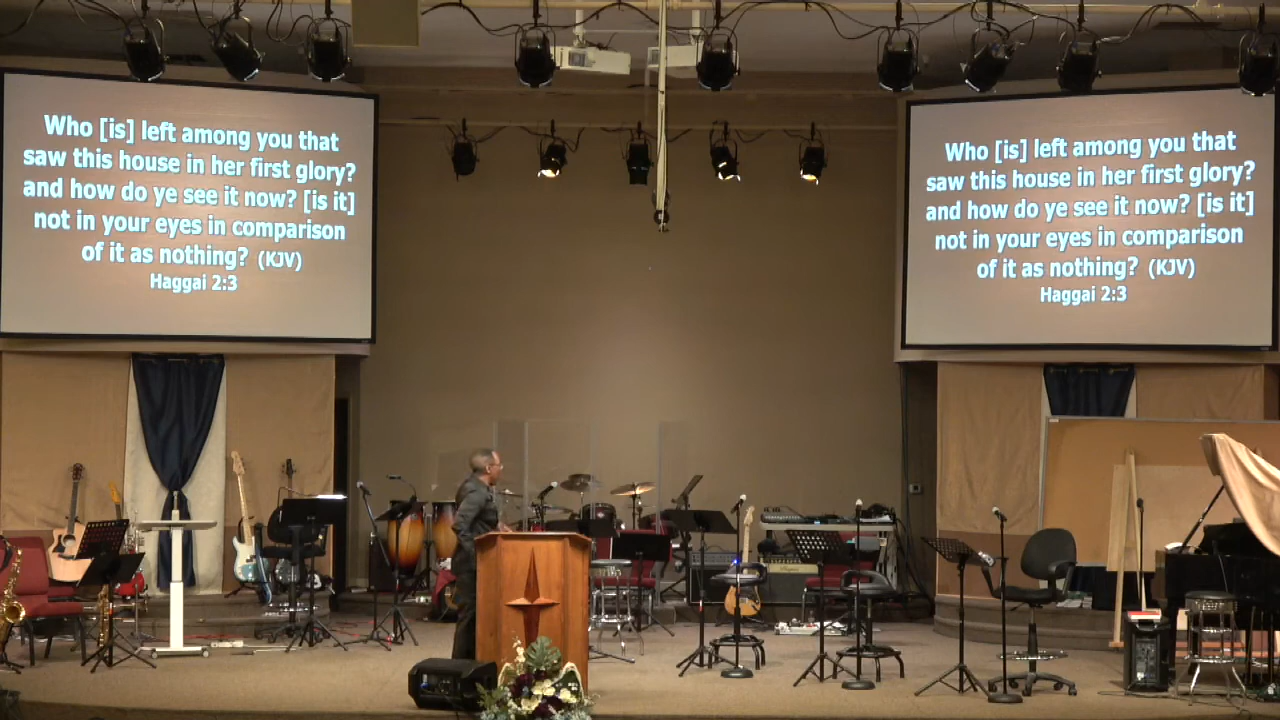 Who [is] left among you that
saw this house in her first glory?
and how do ye see it now? [is it]
not in your eyes in comparison
of it as nothing? (KJV)
Haggai 2:3
Who [is] left among you that
saw this house in her first glory?
and how do ye see it now? [is it]
not in your eyes in comparison
of it as nothing? (KJV)
Haggai 2:3